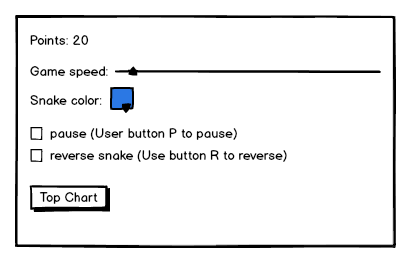 Points: 20
Game speed:
Snake color:
pause (User button P to pause)
reverse snake (Use button R to reverse)
Top Chart